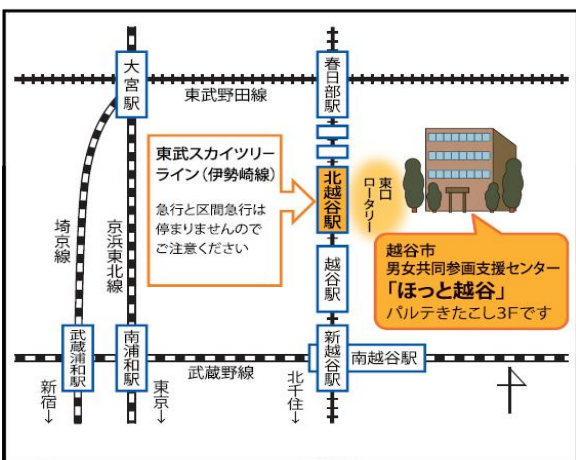 大宮駅
春日部駅
東武野田線
東武スカイツリー
ライン（伊勢崎線）
急行と区間急行は
停まりませんので
ご注意ください
北越谷駅
東口
ロータリー
埼京線
京浜東北線
越谷駅
越谷市
男女共同参画支援センター
「ほっと越谷」
パルテきたこし3Fです
武蔵浦和駅
南浦和駅
武蔵野線
新越谷駅
南越谷駅
新宿→
東京→
北千住→